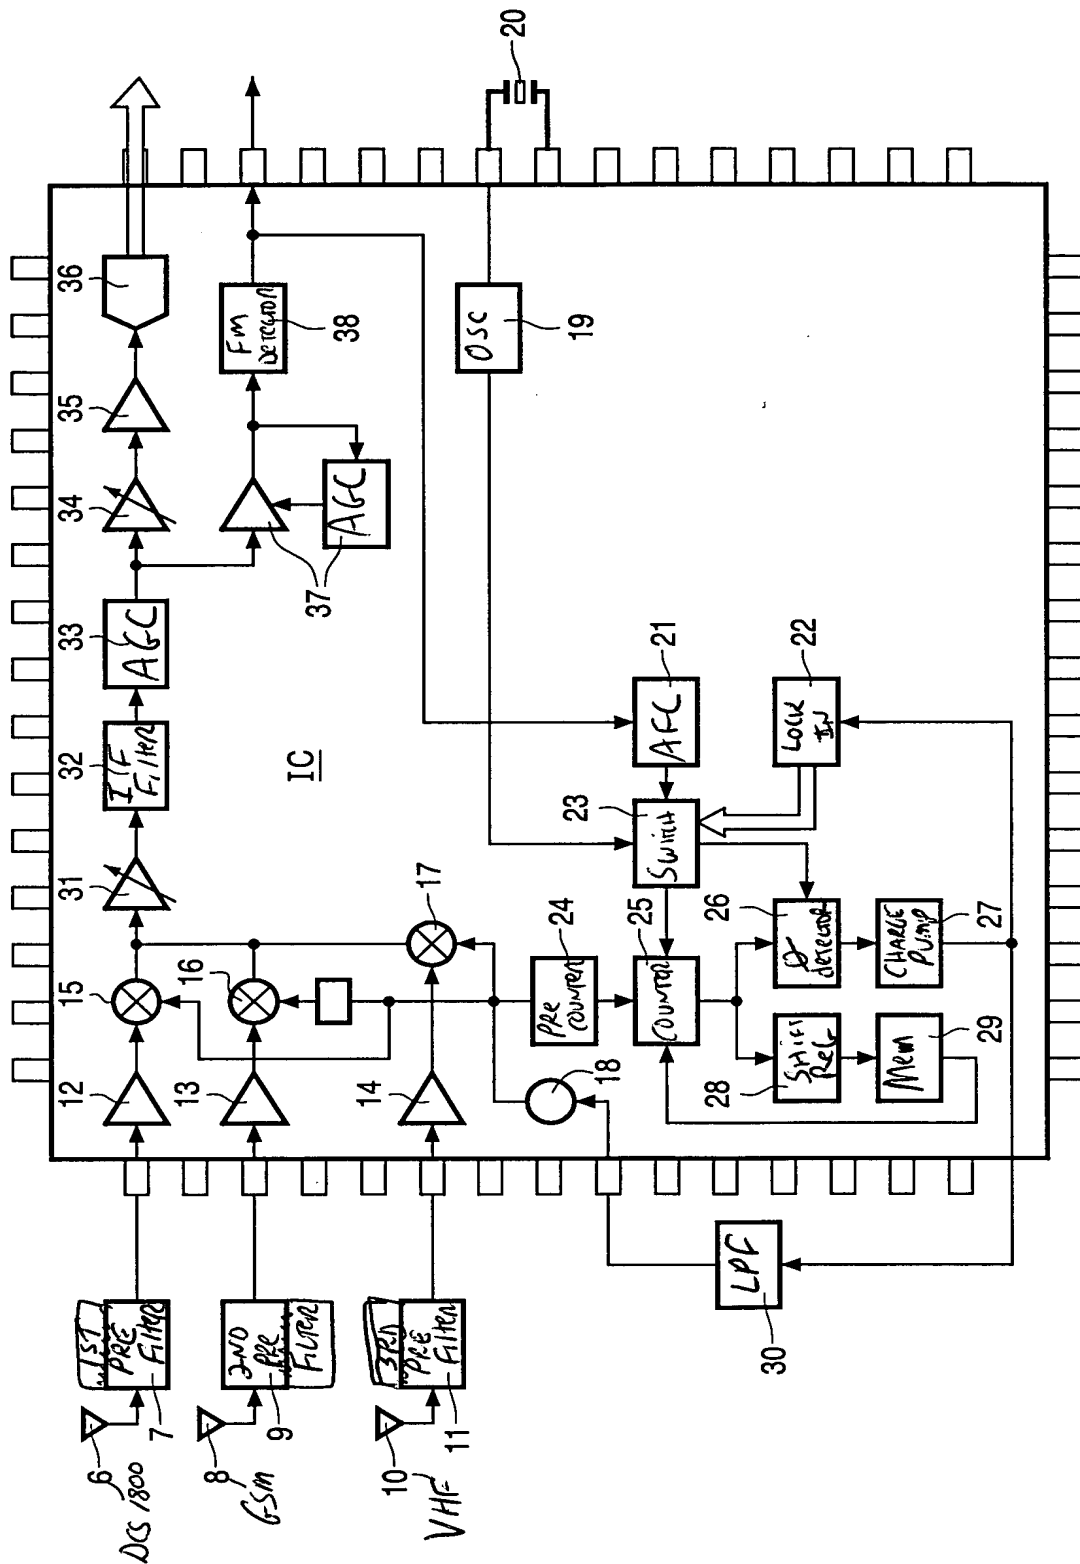 DCS 1800
6
7
1ST
PRE
Filter
12
15
31
32
I/F
Filter
33
AGC
34
35
36
GSM
8
9
2ND
PRE
FILTER
13
16
37
AGC
FM
DETECTOR
38
VHF
10
11
3RD
PRE
Filter
14
17
IC
OSC
19
20
18
24
PRE
COUNTER
25
COUNTER
23
SWITCH
21
AFC
22
LOCK
IN
26
Ø
detector
27
CHARGE
PUMP
28
SHIFT
REG
29
Mem
30
LPF